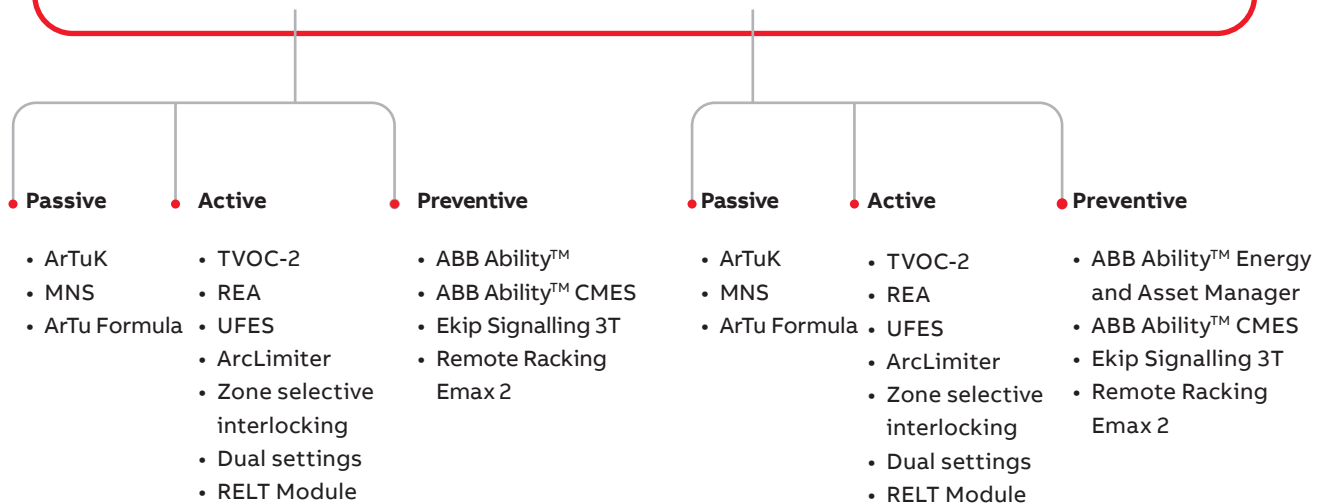 Passive
• ArTuK
• MNS
• ArTu Formula
Active
• TVOC-2
• REA
• UFES
• ArcLimiter
• Zone selective
interlocking
• Dual settings
• RELT Module
Preventive
• ABB Ability™
• ABB Ability™ CMES
• Ekip Signalling 3T
• Remote Racking
Emax 2
Passive
• ArTuK
• MNS
• ArTu Formula
Active
• TVOC-2
• REA
• UFES
• ArcLimiter
• Zone selective
interlocking
• Dual settings
• RELT Module
Preventive
• ABB Ability™ Energy
and Asset Manager
• ABB Ability™ CMES
• Ekip Signalling 3T
• Remote Racking
Emax 2